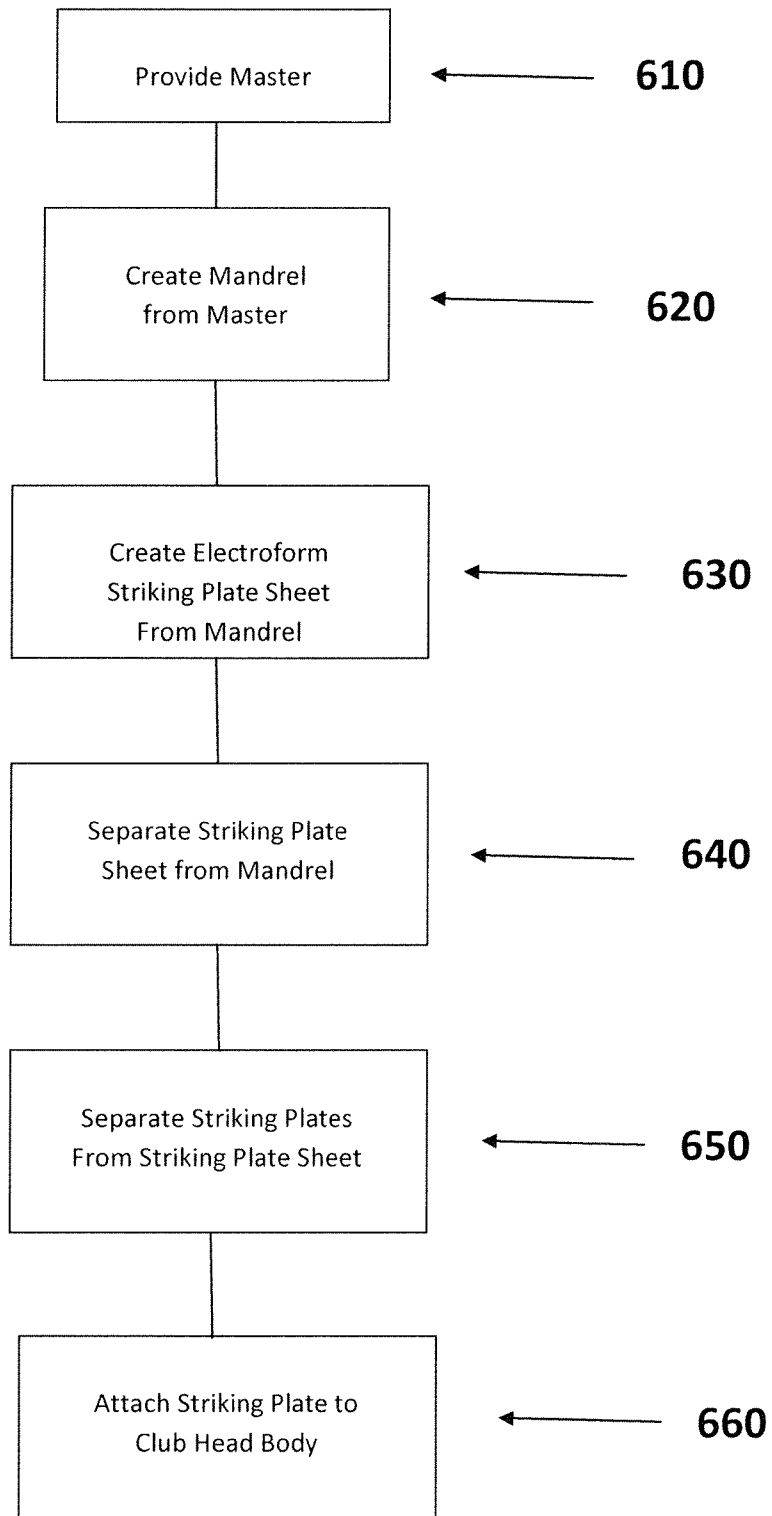 Provide Master
610
Create Mandrel
from Master
620
Create Electroform
Striking Plate Sheet
From Mandrel
630
Separate Striking Plate
Sheet from Mandrel
640
Separate Striking Plates
From Striking Plate Sheet
650
Attach Striking Plate to
Club Head Body
660